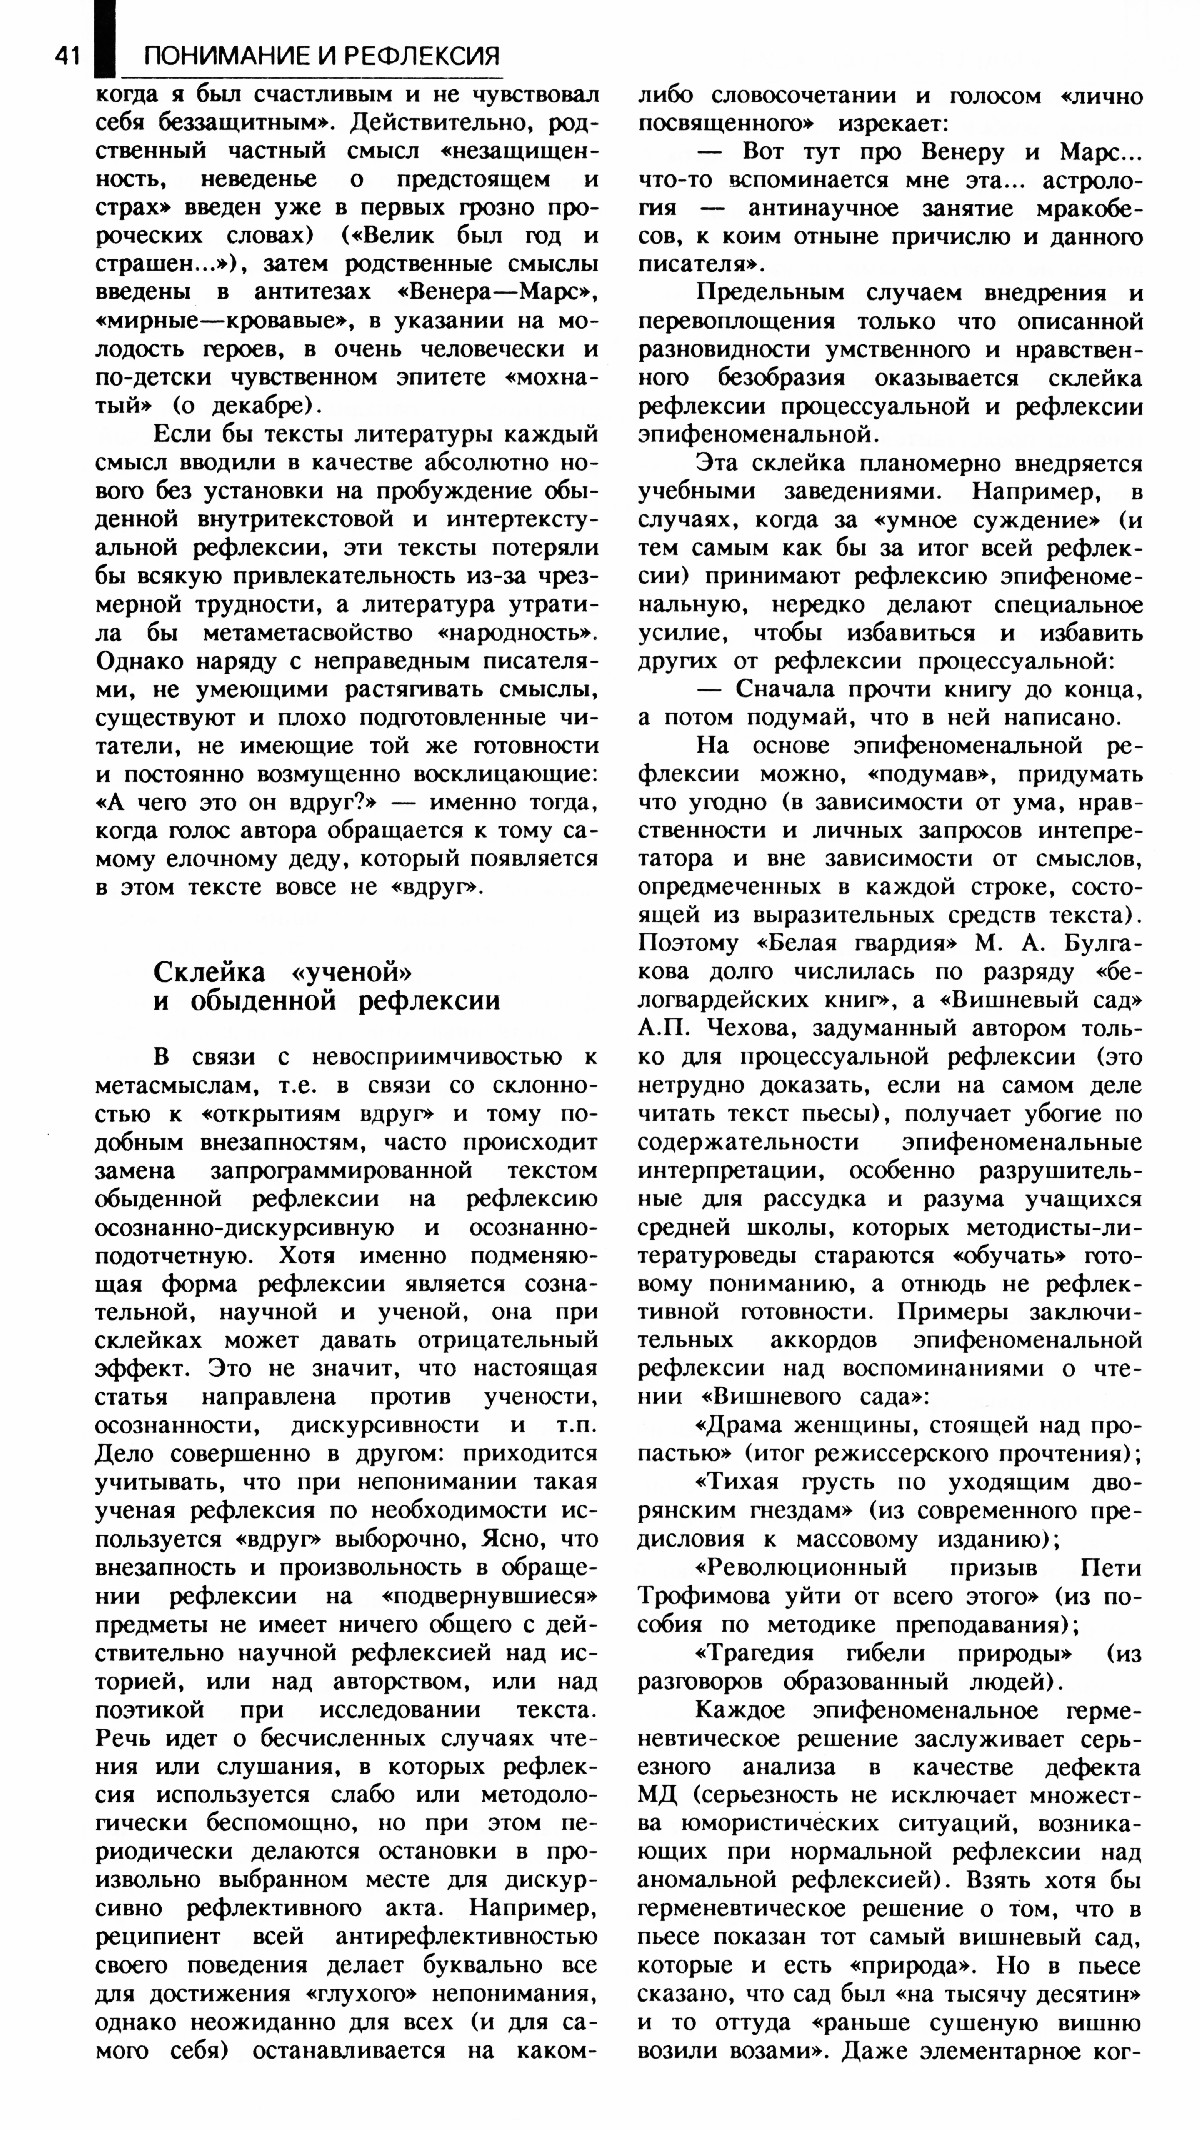 41 ПОНИМАНИЕ И РЕФЛЕКСИЯ
когда я был счастливым и не чувствовал
себя беззащитным». Действительно, род-
ственный частный смысл «незащищен-
ность, неведенье о предстоящем и
страх» введен уже в первых грозно про-
роческих словах) («Велик был год и
страшен...»), затем родственные смыслы
введены в антитезах «Венера—Марс»,
«мирные—кровавые», в указании на мо-
лодость героев, в очень человечески и
по-детски чувственном эпитете «мохна-
тый» (о декабре).
Если бы тексты литературы каждый
смысл вводили в качестве абсолютно но-
вого без установки на пробуждение обы-
денной внутритекстовой и интертексту-
альной рефлексии, эти тексты потеряли
бы всякую привлекательность из-за чрез-
мерной трудности, а литература утрати-
ла бы метаметасвойство «народность».
Однако наряду с неправедным писателя-
ми, не умеющими растягивать смыслы,
существуют и плохо подготовленные чи-
татели, не имеющие той же готовности
и постоянно возмущенно восклицающие:
«А чего это он вдруг?» — именно тогда,
когда голос автора обращается к тому са-
мому елочному деду, который появляется
в этом тексте вовсе не «вдруг».
Склейка «ученой»
и обыденной рефлексии
В связи с невосприимчивостью к
метасмыслам, т.е. в связи со склонно-
стью к «открытиям вдруг» и тому по-
добным внезапностям, часто происходит
замена запрограммированной текстом
обыденной рефлексии на рефлексию
осознанно-дискурсивную и осознанно-
подотчетную. Хотя именно подменяю-
щая форма рефлексии является созна-
тельной, научной и ученой, она при
склейках может давать отрицательный
эффект. Это не значит, что настоящая
статья направлена против учености,
осознанности, дискурсивности и т.п.
Дело совершенно в другом: приходится
учитывать, что при непонимании такая
ученая рефлексия по необходимости ис-
пользуется «вдруг» выборочно, Ясно, что
внезапность и произвольность в обраще-
нии рефлексии на «подвернувшиеся»
предметы не имеет ничего общего с дей-
ствительно научной рефлексией над ис-
торией, или над авторством, или над
поэтикой при исследовании текста.
Речь идет о бесчисленных случаях чте-
ния или слушания, в которых рефлек-
сия используется слабо или методоло-
гически беспомощно, но при этом пе-
риодически делаются остановки в про-
извольно выбранном месте для дискур-
сивно рефлективного акта. Например,
реципиент всей антирефлективностью
своего поведения делает буквально все
для достижения «глухого» непонимания,
однако неожиданно для всех (и для са-
мого себя) останавливается на каком-
либо словосочетании и голосом «лично
посвященного» изрекает:
— Вот тут про Венеру и Марс...
что-то вспоминается мне эта... астроло-
гия — антинаучное занятие мракобе-
сов, к коим отныне причислю и данного
писателя».
Предельным случаем внедрения и
перевоплощения только что описанной
разновидности умственного и нравствен-
ного безобразия оказывается склейка
рефлексии процессуальной и рефлексии
эпифеноменальной.
Эта склейка планомерно внедряется
учебными заведениями. Например, в
случаях, когда за «умное суждение» (и
тем самым как бы за итог всей рефлек-
сии) принимают рефлексию эпифеноме-
нальную, нередко делают специальное
усилие, чтобы избавиться и избавить
других от рефлексии процессуальной:
— Сначала прочти книгу до конца,
а потом подумай, что в ней написано.
На основе эпифеноменальной ре-
флексии можно, «подумав», придумать
что угодно (в зависимости от ума, нрав-
ственности и личных запросов интепре-
татора и вне зависимости от смыслов,
опредмеченных в каждой строке, состо-
ящей из выразительных средств текста).
Поэтому «Белая гвардия» М. А. Булга-
кова долго числилась по разряду «бе-
логвардейских книг», а «Вишневый сад»
А.П. Чехова, задуманный автором толь-
ко для процессуальной рефлексии (это
нетрудно доказать, если на самом деле
читать текст пьесы), получает убогие по
содержательности эпифеноменальные
интерпретации, особенно разрушитель-
ные для рассудка и разума учащихся
средней школы, которых методисты-ли-
тературоведы стараются «обучать» гото-
вому пониманию, а отнюдь не рефлек-
тивной готовности. Примеры заключи-
тельных аккордов эпифеноменальной
рефлексии над воспоминаниями о чте-
нии «Вишневого сада»:
«Драма женщины, стоящей над про-
пастью» (итог режиссерского прочтения);
«Тихая грусть по уходящим дво-
рянским гнездам» (из современного пре-
дисловия к массовому изданию);
«Революционный призыв Пети
Трофимова уйти от всего этого» (из по-
собия по методике преподавания);
«Трагедия гибели природы» (из
разговоров образованный людей).
Каждое эпифеноменальное герме-
невтическое решение заслуживает серь-
езного анализа в качестве дефекта
МД (серьезность не исключает множест-
ва юмористических ситуаций, возника-
ющих при нормальной рефлексии над
аномальной рефлексией). Взять хотя бы
герменевтическое решение о том, что в
пьесе показан тот самый вишневый сад,
которые и есть «природа». Но в пьесе
сказано, что сад был «на тысячу десятин»
и то оттуда «раньше сушеную вишню
возили возами». Даже элементарное ког-